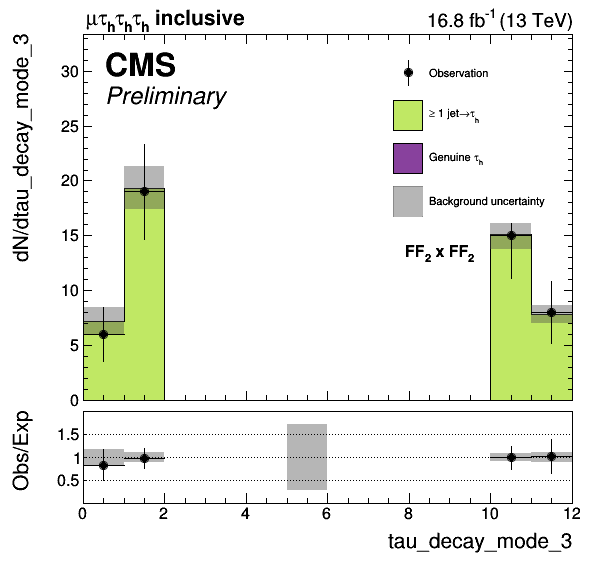 μτₕτₕτₕ inclusive
16.8 fb⁻¹ (13 TeV)
dN/dtau_decay_mode_3
CMS
Preliminary
Observation
≥ 1 jet→τₕ
Genuine τₕ
Background uncertainty
FF₂ x FF₂
30
25
20
15
10
5
0
Obs/Exp
1.5
1
0.5
0 2 4 6 8 10 12
tau_decay_mode_3